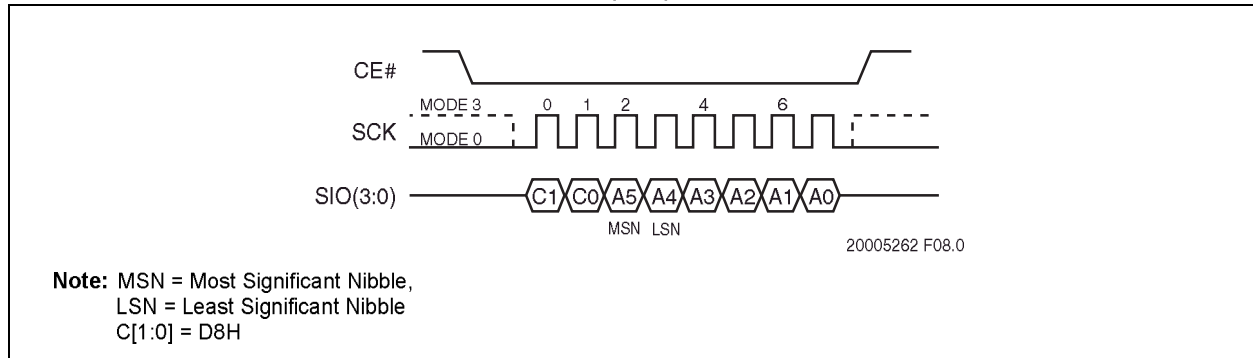 CE#
MODE 3 0 1 2 4 6
SCK
MODE 0
SIO(3:0) C1 C0 A5 A4 A3 A2 A1 A0
MSN LSN
20005262 F08.0
Note: MSN = Most Significant Nibble,
LSN = Least Significant Nibble
C[1:0] = D8H